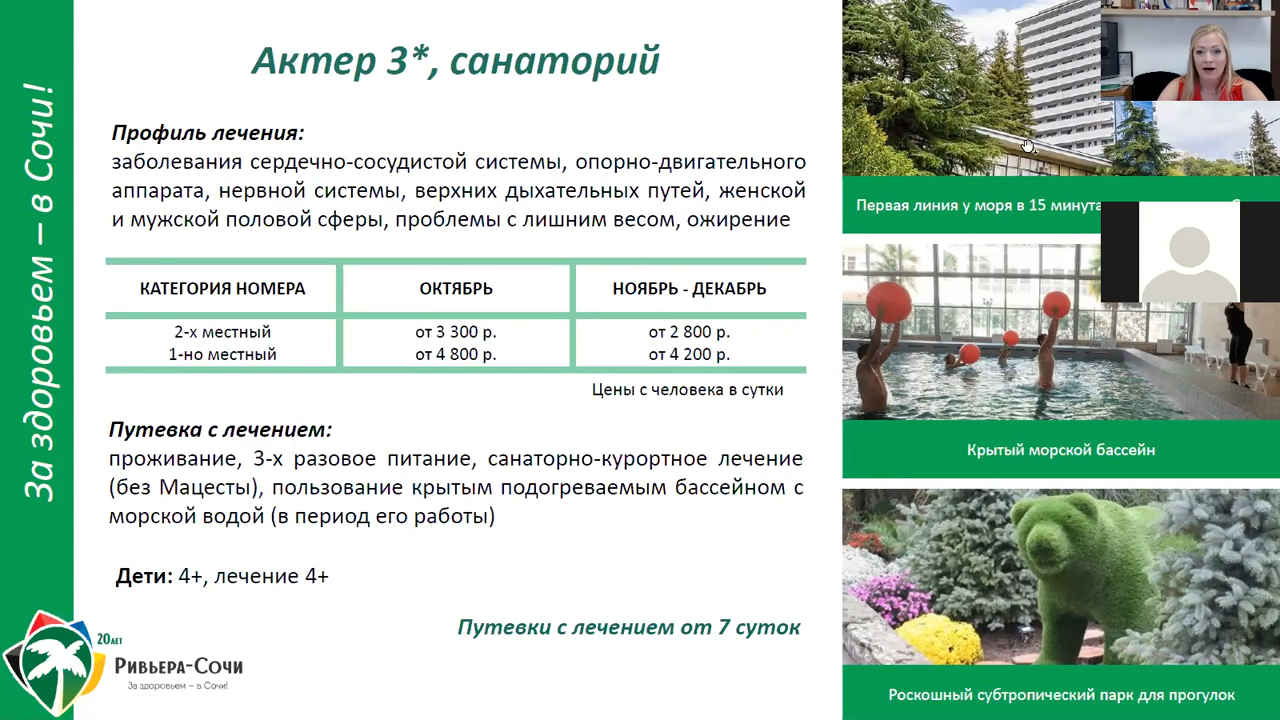 За здоровьем – в Сочи!
Актер 3*, санаторий
Профиль лечения:
заболевания сердечно-сосудистой системы, опорно-двигательного
аппарата, нервной системы, верхних дыхательных путей, женской
и мужской половой сферы, проблемы с лишним весом, ожирение
КАТЕГОРИЯ НОМЕРА ОКТЯБРЬ НОЯБРЬ - ДЕКАБРЬ
2-х местный от 3 300 р. от 2 800 р.
1-но местный от 4 800 р. от 4 200 р.
Цены с человека в сутки
Путевка с лечением:
проживание, 3-х разовое питание, санаторно-курортное лечение
(без Мацесты), пользование крытым подогреваемым бассейном с
морской водой (в период его работы)
Дети: 4+, лечение 4+
Путевки с лечением от 7 суток
20 ЛЕТ
Ривьера-Сочи
За здоровьем – в Сочи!
Первая линия у моря в 15 минута
Крытый морской бассейн
Роскошный субтропический парк для прогулок